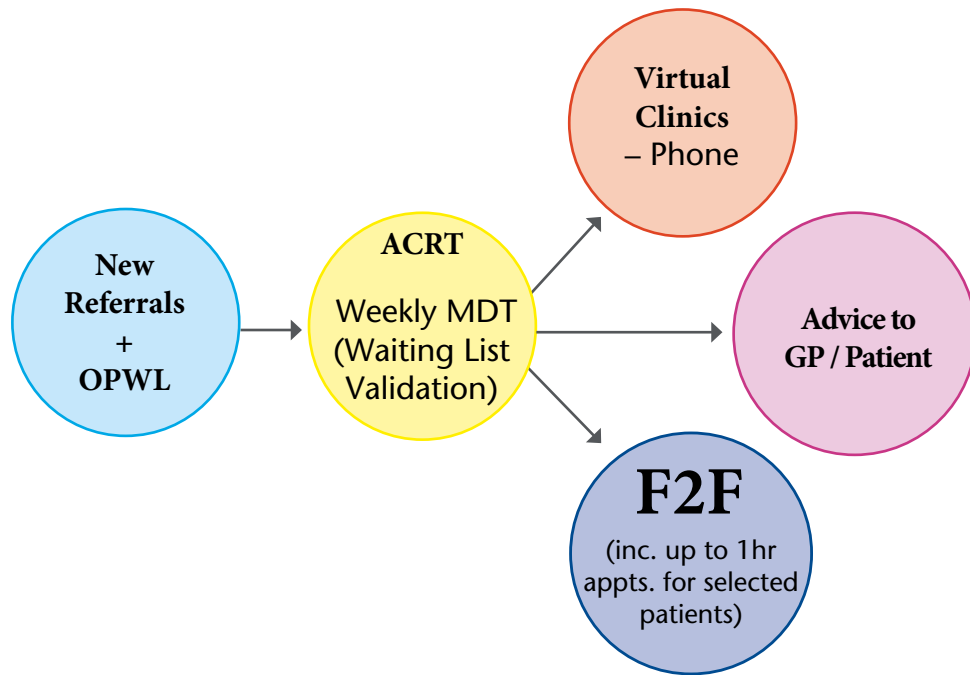 New
Referrals
+
OPWL
ACRT
Weekly MDT
(Waiting List
Validation)
Virtual
Clinics
– Phone
Advice to
GP / Patient
F2F
(inc. up to 1hr
appts. for selected
patients)